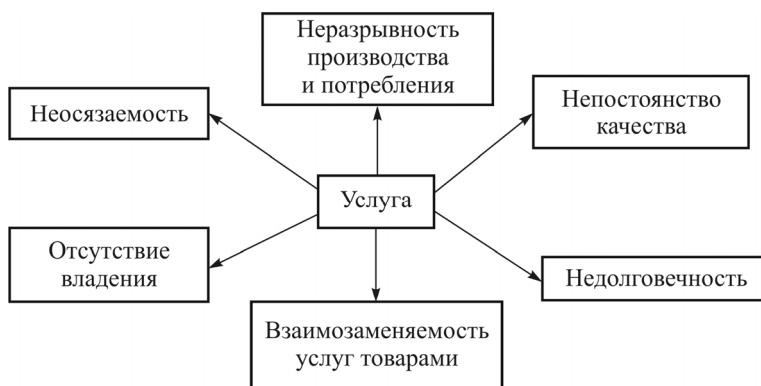 Неразрывность
производства
и потребления
Неосязаемость
Непостоянство
качества
Услуга
Отсутствие
владения
Недолговечность
Взаимозаменяемость
услуг товарами